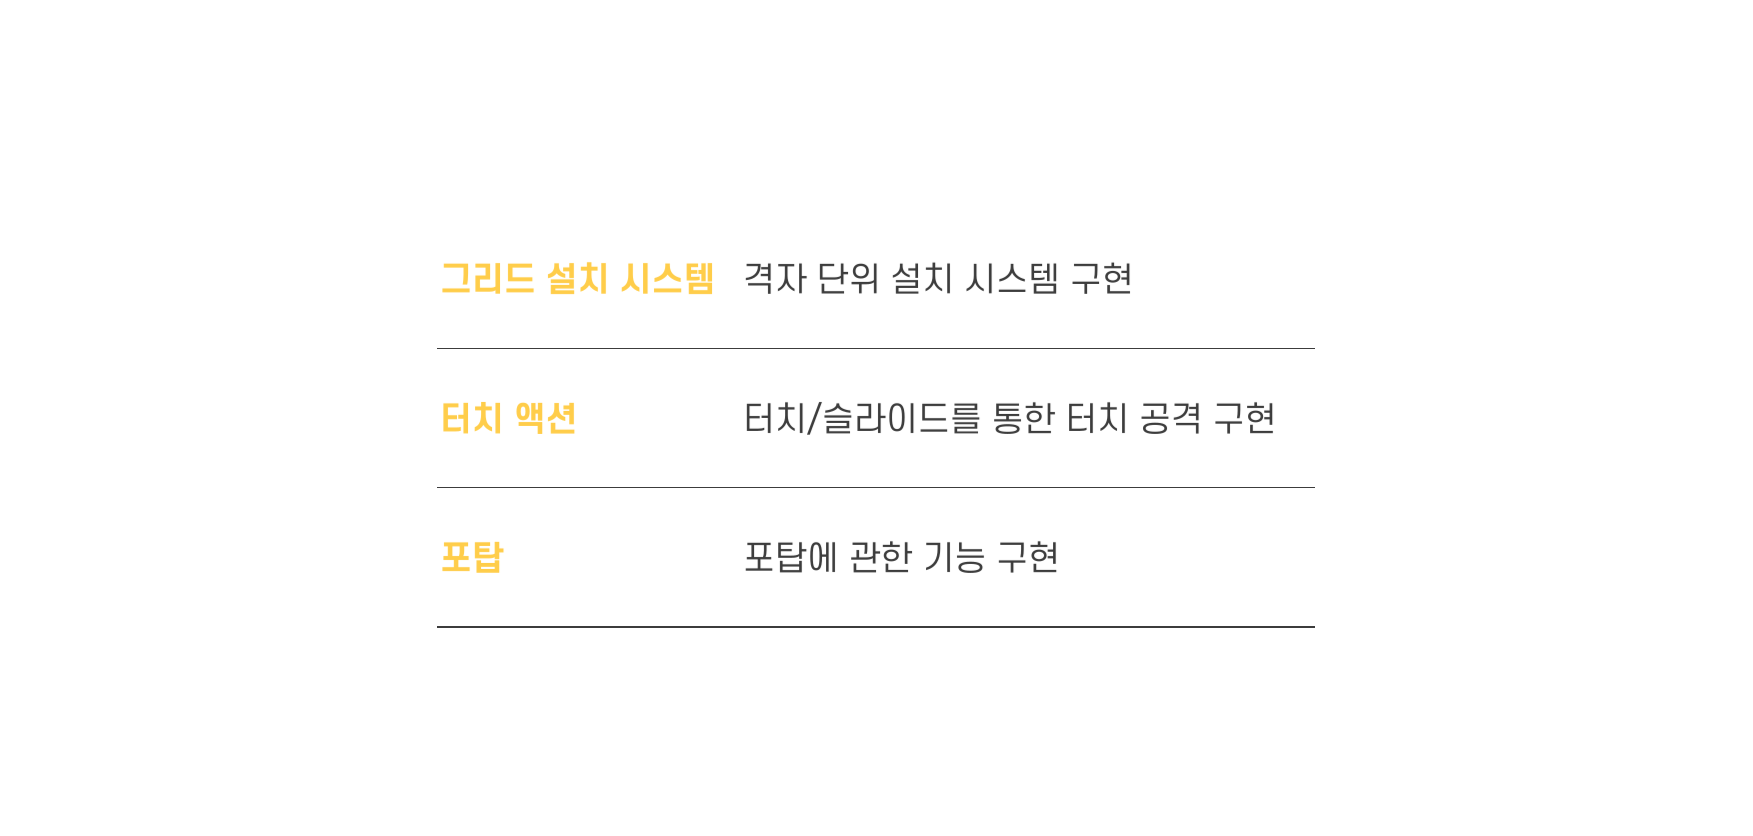 그리드 설치 시스템 격자 단위 설치 시스템 구현
터치 액션 터치/슬라이드를 통한 터치 공격 구현
포탑 포탑에 관한 기능 구현